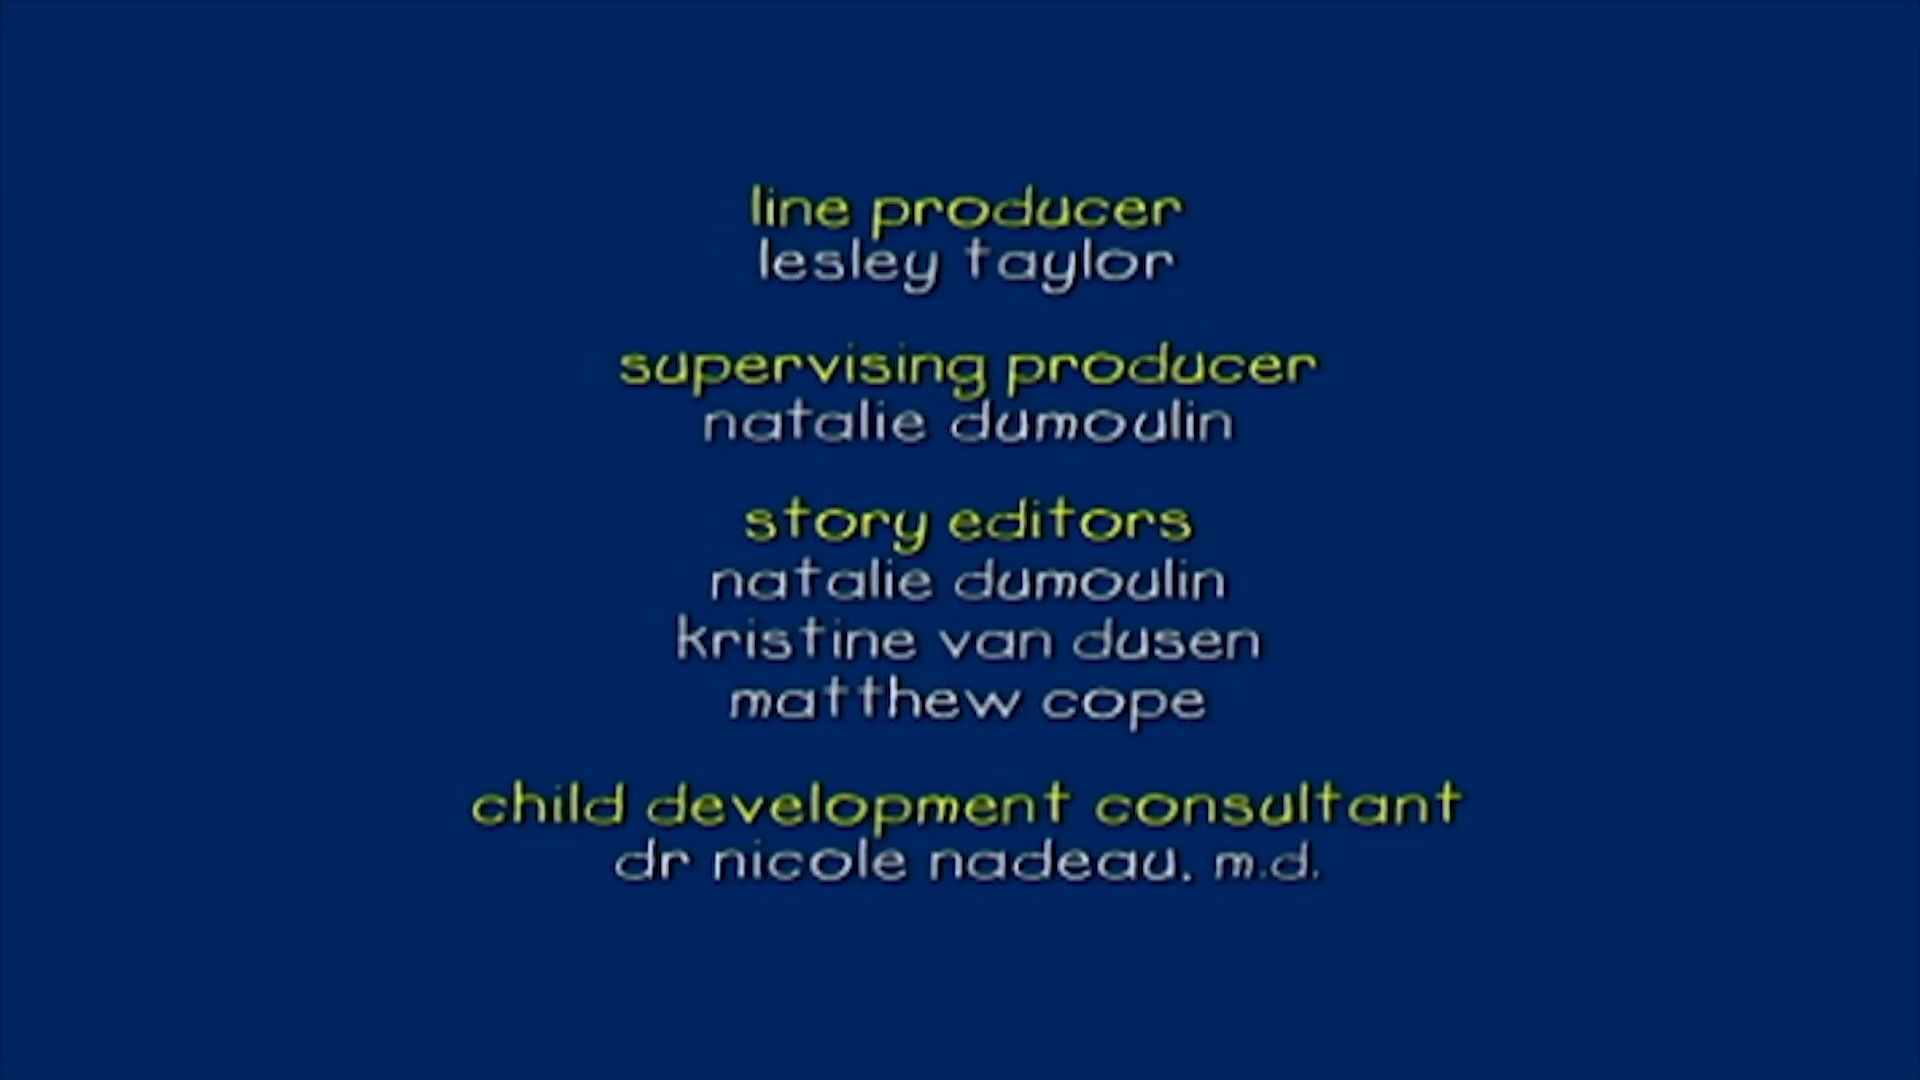 line producer
lesley taylor
supervising producer
natalie dumoulin
story editors
natalie dumoulin
kristine van dusen
matthew cope
child development consultant
dr nicole nadeau, m.d.